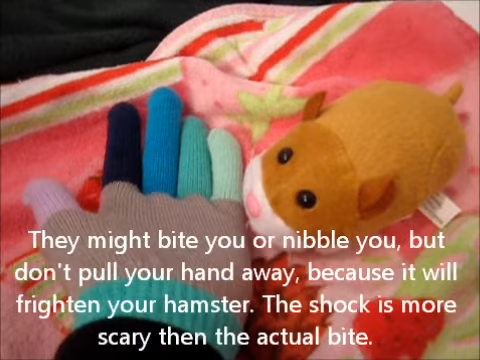 They might bite you or nibble you, but
don't pull your hand away, because it will
frighten your hamster. The shock is more
scary then the actual bite.